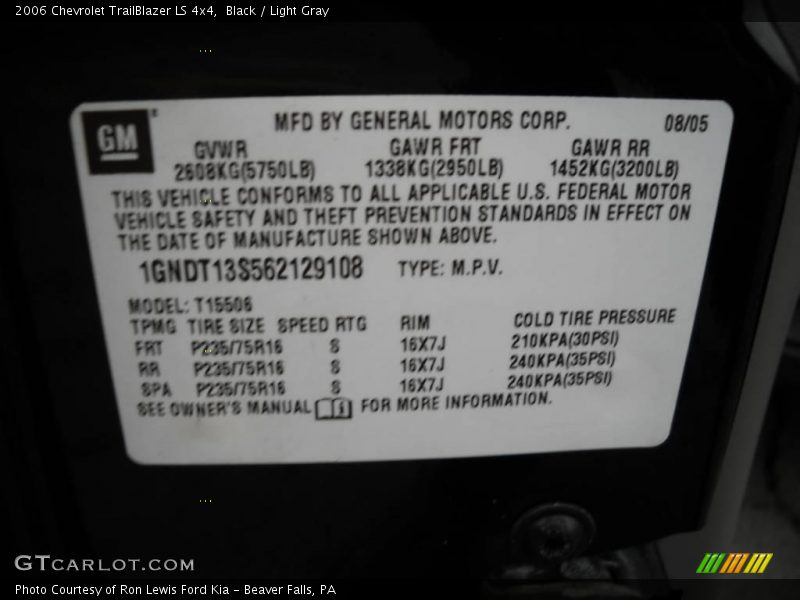 2006 Chevrolet TrailBlazer LS 4x4, Black / Light Gray
GM
MFD BY GENERAL MOTORS CORP. 08/05
GVWR GAWR FRT GAWR RR
2608KG(5750LB) 1338KG(2950LB) 1452KG(3200LB)
THIS VEHICLE CONFORMS TO ALL APPLICABLE U.S. FEDERAL MOTOR
VEHICLE SAFETY AND THEFT PREVENTION STANDARDS IN EFFECT ON
THE DATE OF MANUFACTURE SHOWN ABOVE.
1GNDT13S562129108 TYPE: M.P.V.
MODEL: T15506
TPMG TIRE SIZE SPEED RTG RIM COLD TIRE PRESSURE
FRT P235/75R16 S 16X7J 210KPA(30PSI)
RR P235/75R16 S 16X7J 240KPA(35PSI)
SPA P235/75R16 S 16X7J 240KPA(35PSI)
SEE OWNER'S MANUAL FOR MORE INFORMATION.
GTCARLOT.COM
Photo Courtesy of Ron Lewis Ford Kia - Beaver Falls, PA